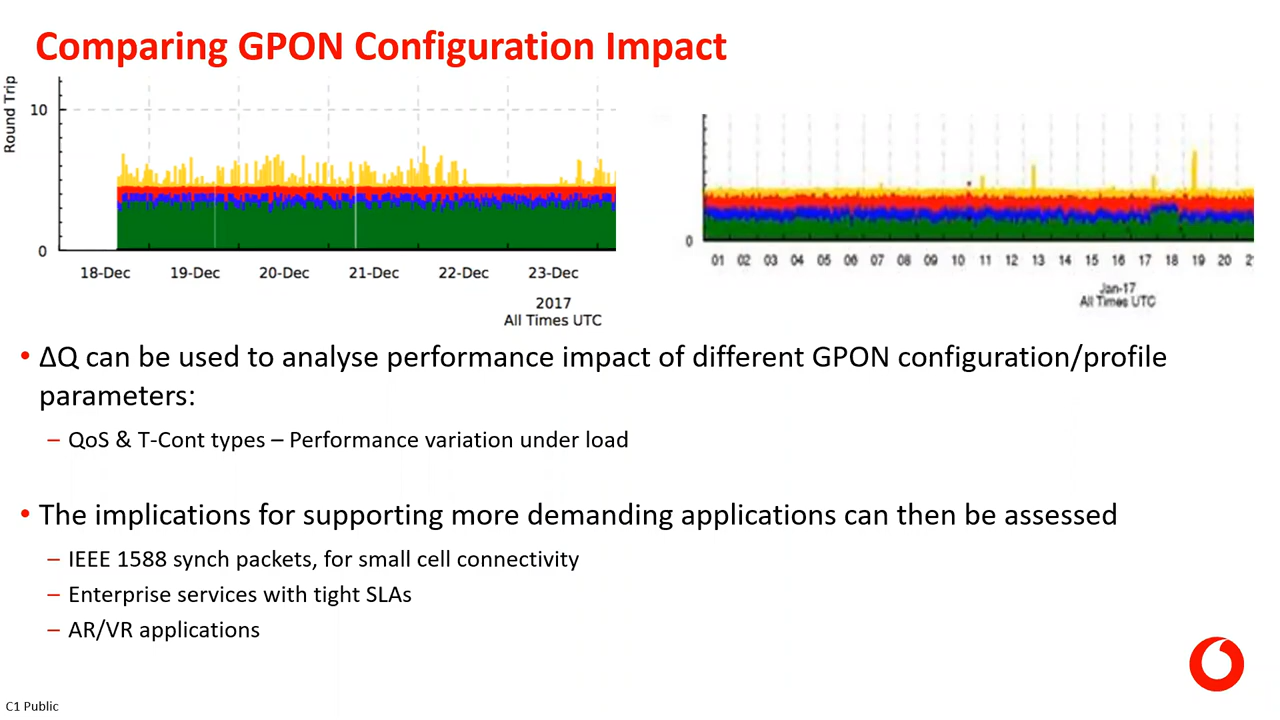 Comparing GPON Configuration Impact
Round Trip
10
0
18-Dec 19-Dec 20-Dec 21-Dec 22-Dec 23-Dec
2017
All Times UTC
0
01 02 03 04 05 06 07 08 09 10 11 12 13 14 15 16 17 18 19 20
Jan-17
All Times UTC
• ΔQ can be used to analyse performance impact of different GPON configuration/profile
parameters:
– QoS & T-Cont types – Performance variation under load
• The implications for supporting more demanding applications can then be assessed
– IEEE 1588 synch packets, for small cell connectivity
– Enterprise services with tight SLAs
– AR/VR applications
C1 Public